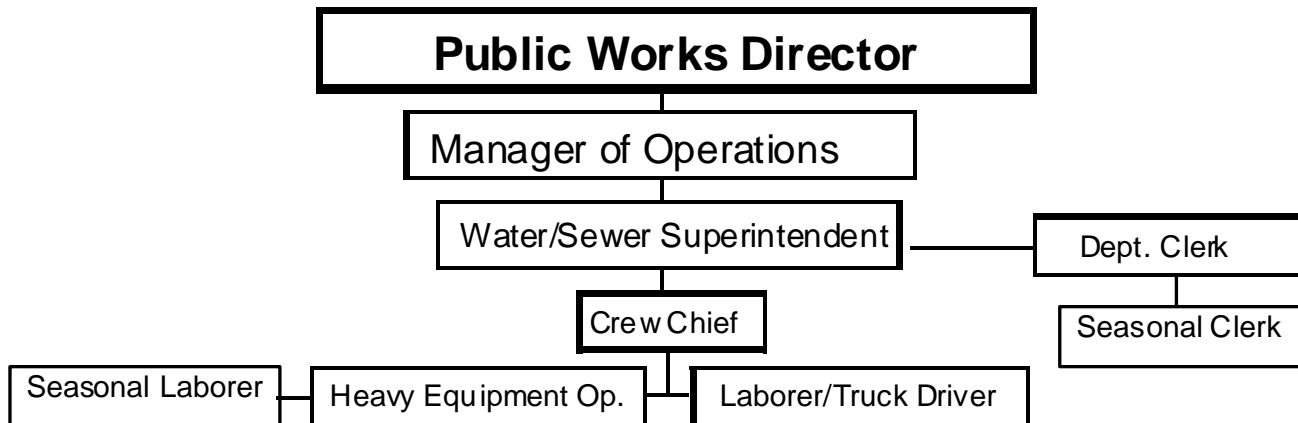 Public Works Director
Manager of Operations
Water/Sewer Superintendent
Dept. Clerk
Crew Chief
Seasonal Clerk
Seasonal Laborer
Heavy Equipment Op.
Laborer/Truck Driver